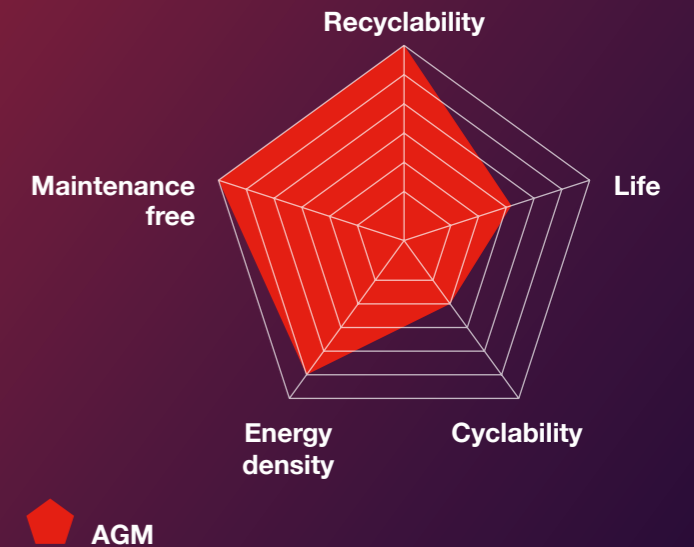 Recyclability
Maintenance
free
Life
Energy
density
Cyclability
AGM